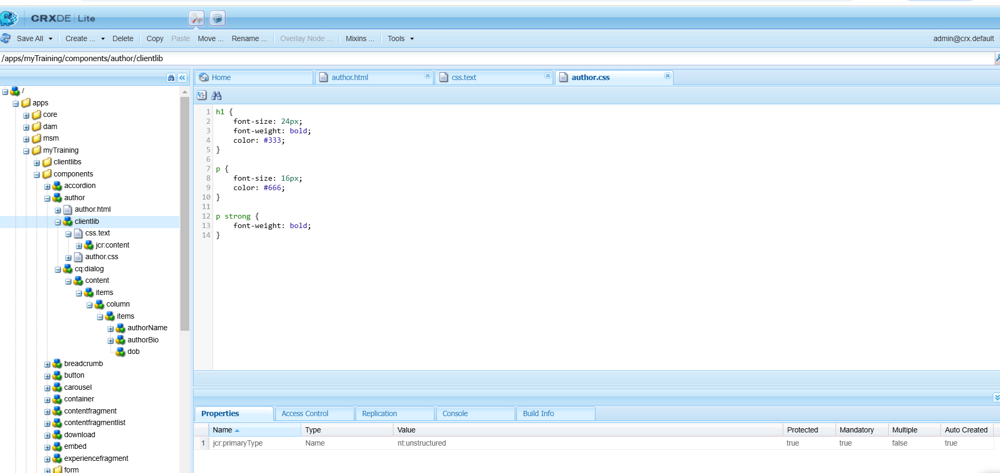 CRXDE | Lite
Save All Create ... Delete Copy Paste Move ... Rename ... Overlay Node ... Mixins ... Tools admin@crx.default
/apps/myTraining/components/author/clientlib
Home author.html css.text author.css
/
apps
core
dam
msm
myTraining
clientlibs
components
accordion
author
author.html
clientlib
css.text
jcr:content
author.css
cq:dialog
content
items
column
items
authorName
authorBio
dob
breadcrumb
button
carousel
container
contentfragment
contentfragmentlist
download
embed
experiencefragment
form
1 h1 {
2 font-size: 24px;
3 font-weight: bold;
4 color: #333;
5 }
6
7 p {
8 font-size: 16px;
9 color: #666;
10 }
11
12 p strong {
13 font-weight: bold;
14 }
Properties Access Control Replication Console Build Info
Name Type Value Protected Mandatory Multiple Auto Created
1 jcr:primaryType Name nt:unstructured true true false true